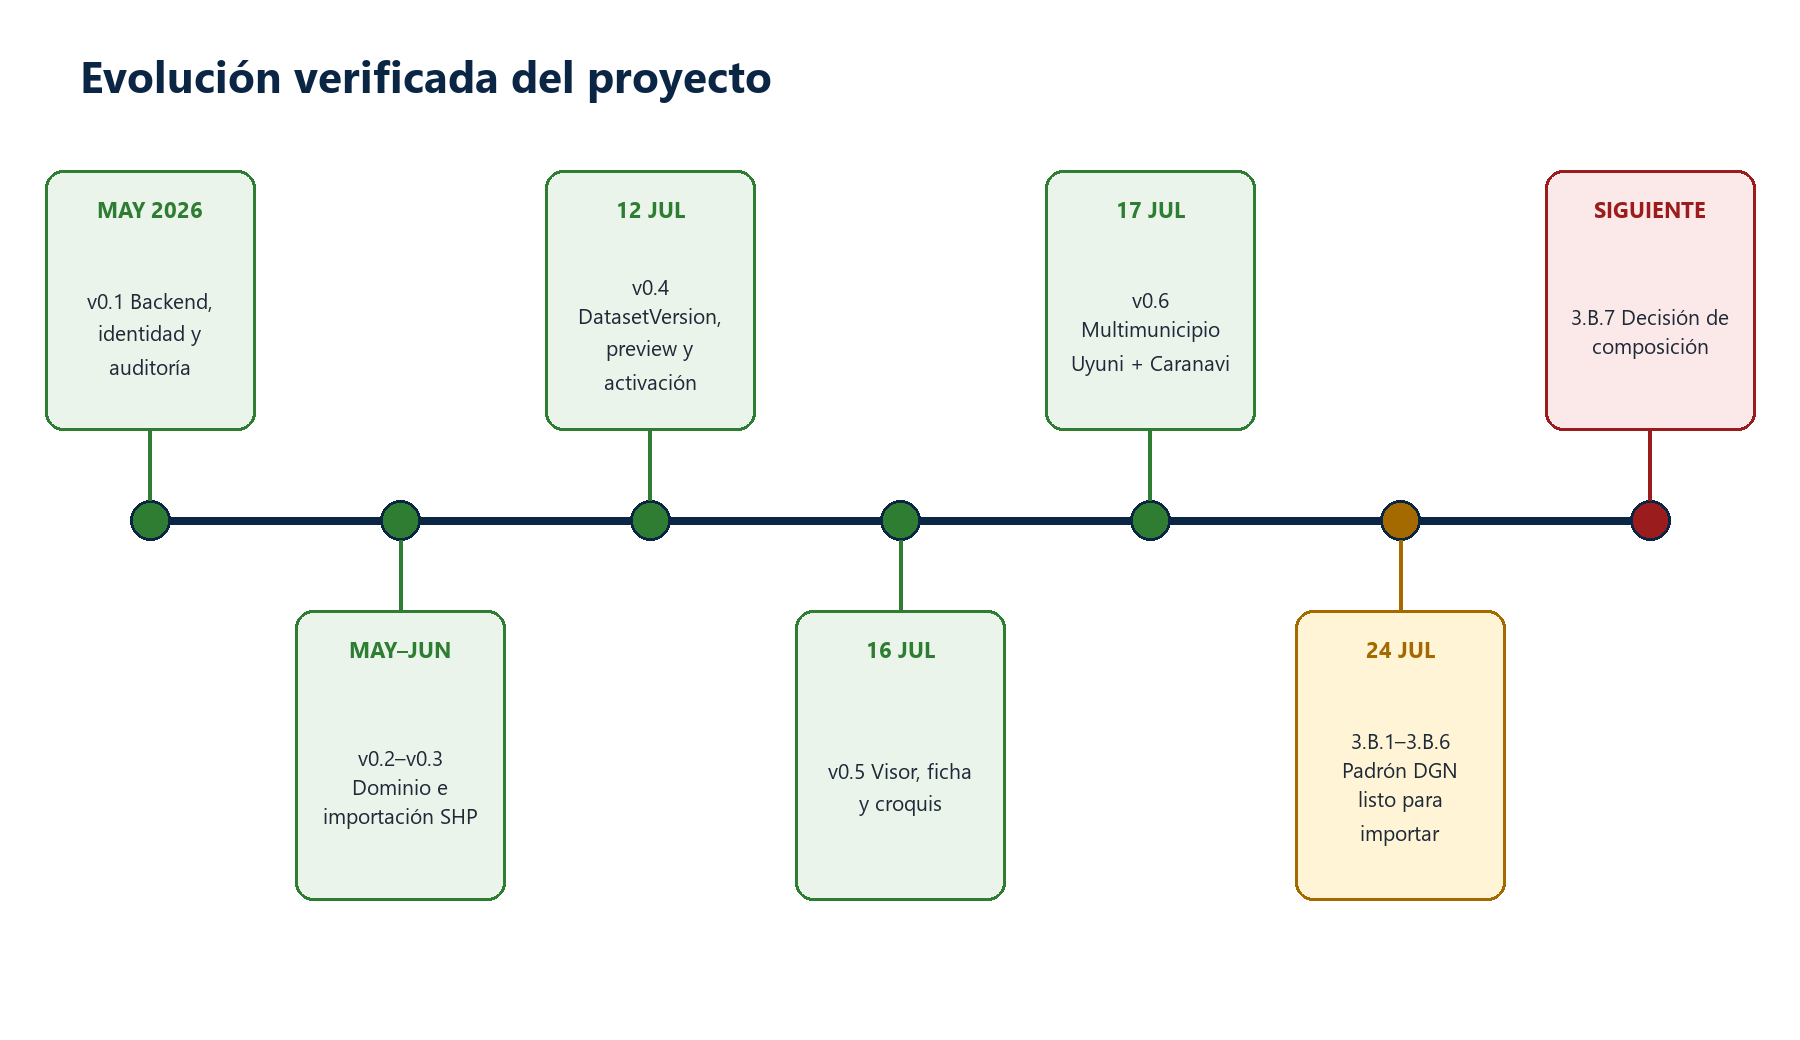 Evolución verificada del proyecto
MAY 2026
v0.1 Backend,
identidad y
auditoría
MAY–JUN
v0.2–v0.3
Dominio e
importación SHP
12 JUL
v0.4
DatasetVersion,
preview y
activación
16 JUL
v0.5 Visor, ficha
y croquis
17 JUL
v0.6
Multimunicipio
Uyuni + Caranavi
24 JUL
3.B.1–3.B.6
Padrón DGN
listo para
importar
SIGUIENTE
3.B.7 Decisión de
composición